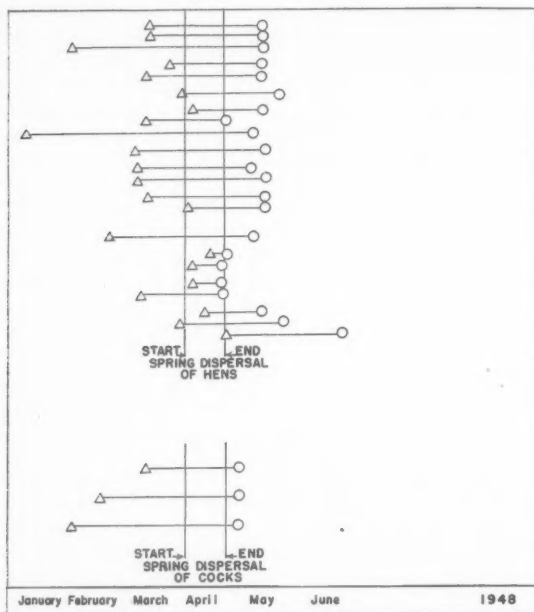 START
END
SPRING DISPERSAL
OF HENS
START
END
SPRING DISPERSAL
OF COCKS
January February March April May June 1948